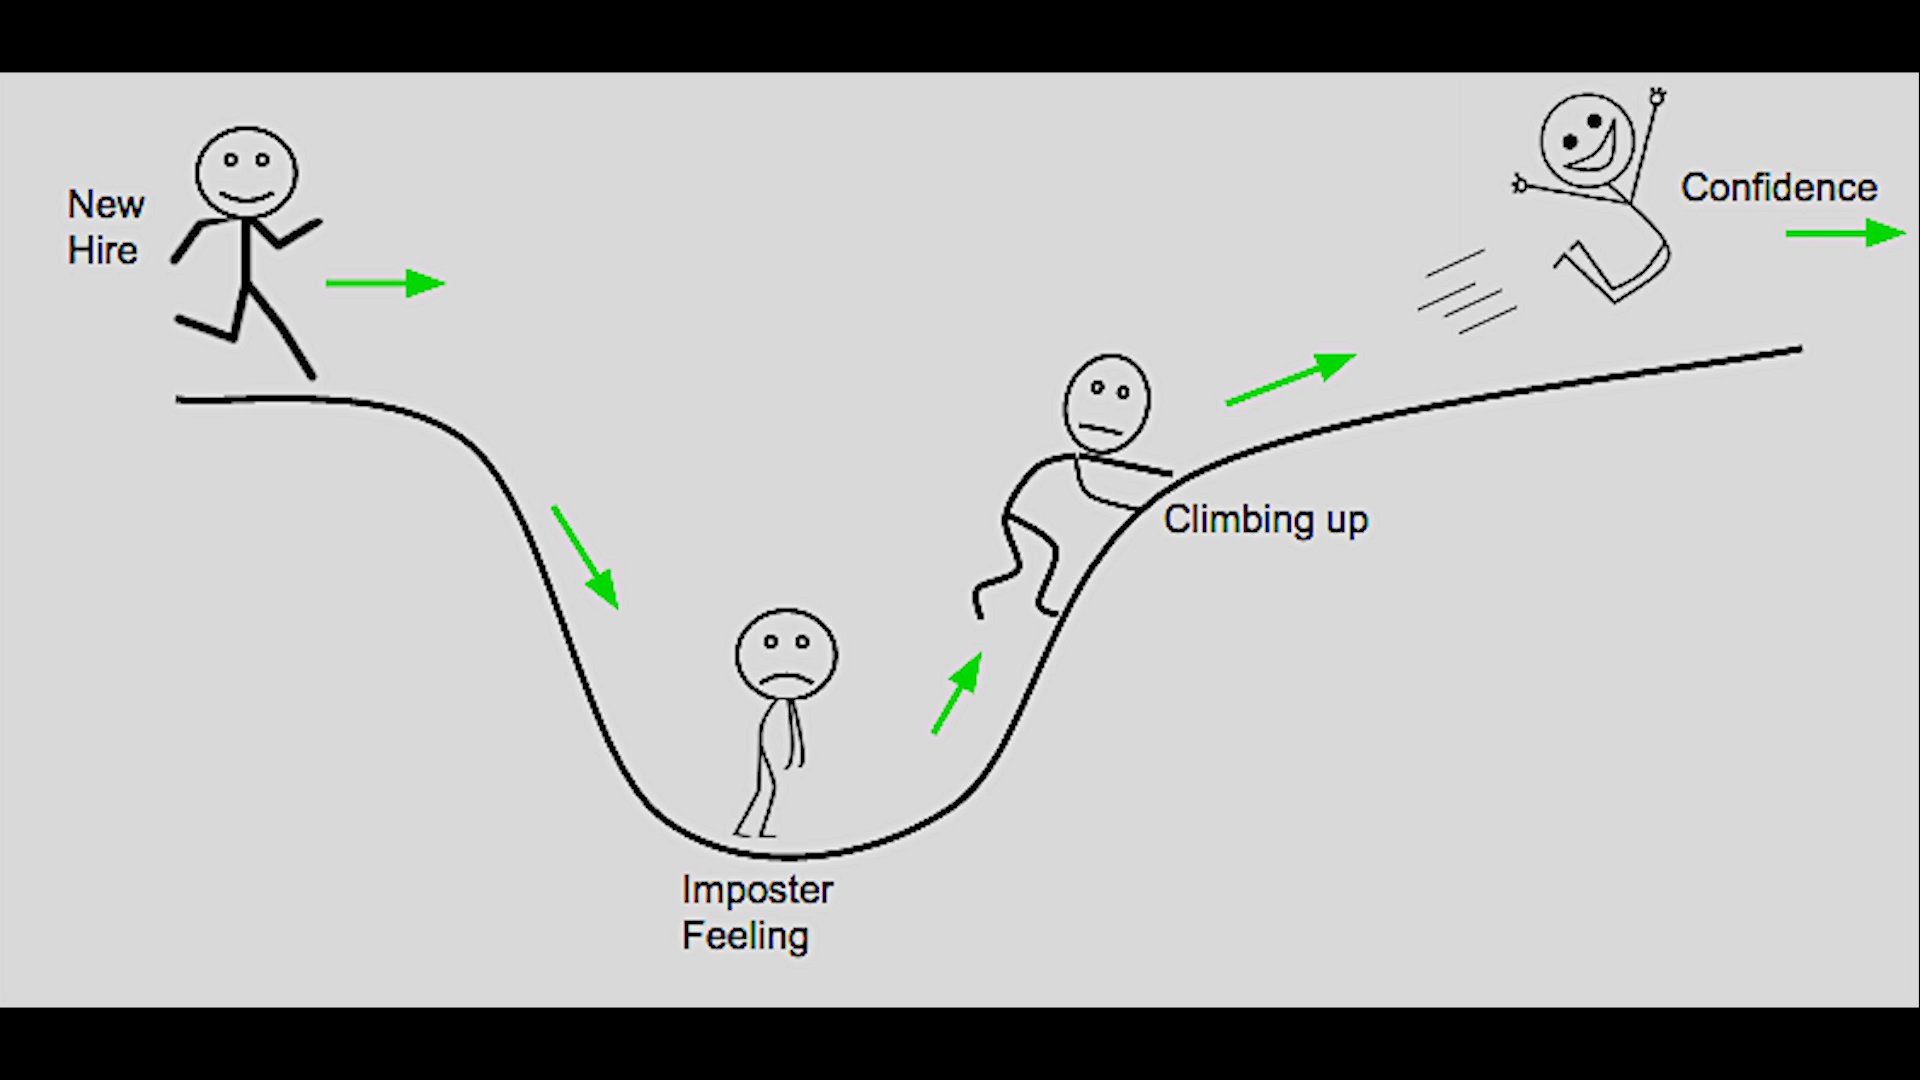 New
Hire
Imposter
Feeling
Climbing up
Confidence